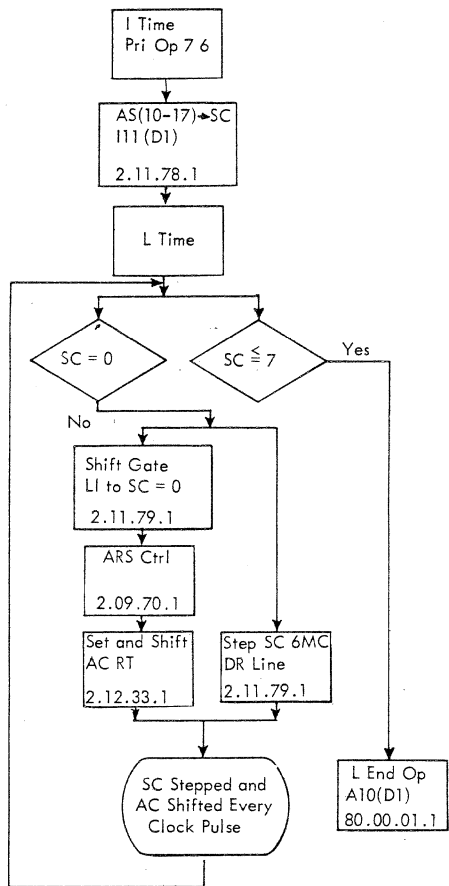 I Time
Pri Op 7 6
AS(10-17)→SC
I11 (D1)
2.11.78.1
L Time
SC = 0
SC ≦ 7
Yes
No
Shift Gate
LI to SC = 0
2.11.79.1
ARS Ctrl
2.09.70.1
Set and Shift
AC RT
2.12.33.1
Step SC 6MC
DR Line
2.11.79.1
SC Stepped and
AC Shifted Every
Clock Pulse
L End Op
A10(D1)
80.00.01.1